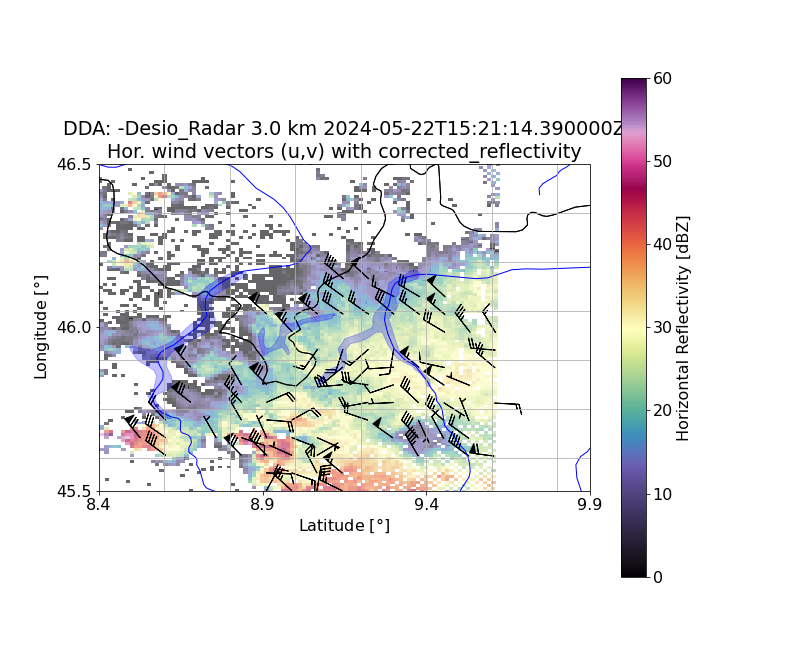 DDA: -Desio_Radar 3.0 km 2024-05-22T15:21:14.390000Z
Hor. wind vectors (u,v) with corrected_reflectivity
46.5
46.0
45.5
8.4
8.9
9.4
9.9
Longitude [°]
Latitude [°]
60
50
40
30
20
10
0
Horizontal Reflectivity [dBZ]